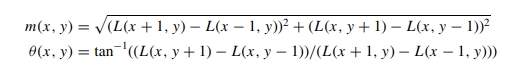 m(x, y) = √(L(x + 1, y) – L(x – 1, y))² + (L(x, y + 1) – L(x, y – 1))²
θ(x, y) = tan⁻¹((L(x, y + 1) – L(x, y – 1))/(L(x + 1, y) – L(x – 1, y)))